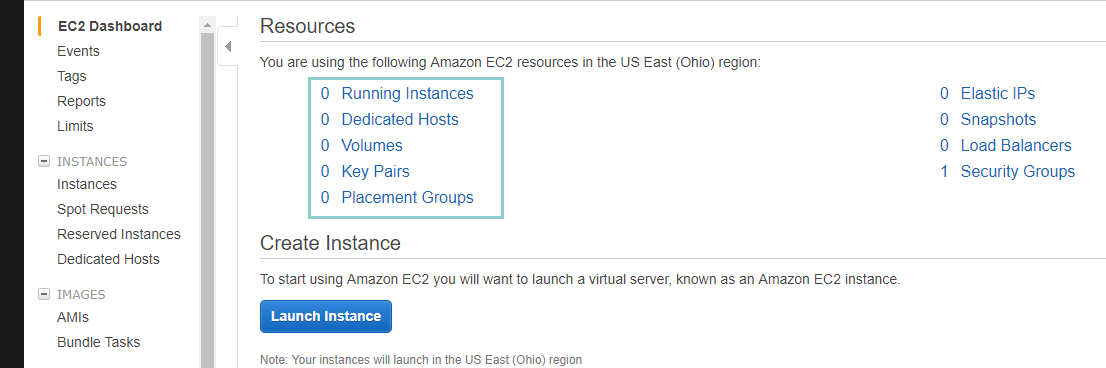 EC2 Dashboard
Events
Tags
Reports
Limits
INSTANCES
Instances
Spot Requests
Reserved Instances
Dedicated Hosts
IMAGES
AMIs
Bundle Tasks
Resources
You are using the following Amazon EC2 resources in the US East (Ohio) region:
0 Running Instances
0 Dedicated Hosts
0 Volumes
0 Key Pairs
0 Placement Groups
0 Elastic IPs
0 Snapshots
0 Load Balancers
1 Security Groups
Create Instance
To start using Amazon EC2 you will want to launch a virtual server, known as an Amazon EC2 instance.
Launch Instance
Note: Your instances will launch in the US East (Ohio) region